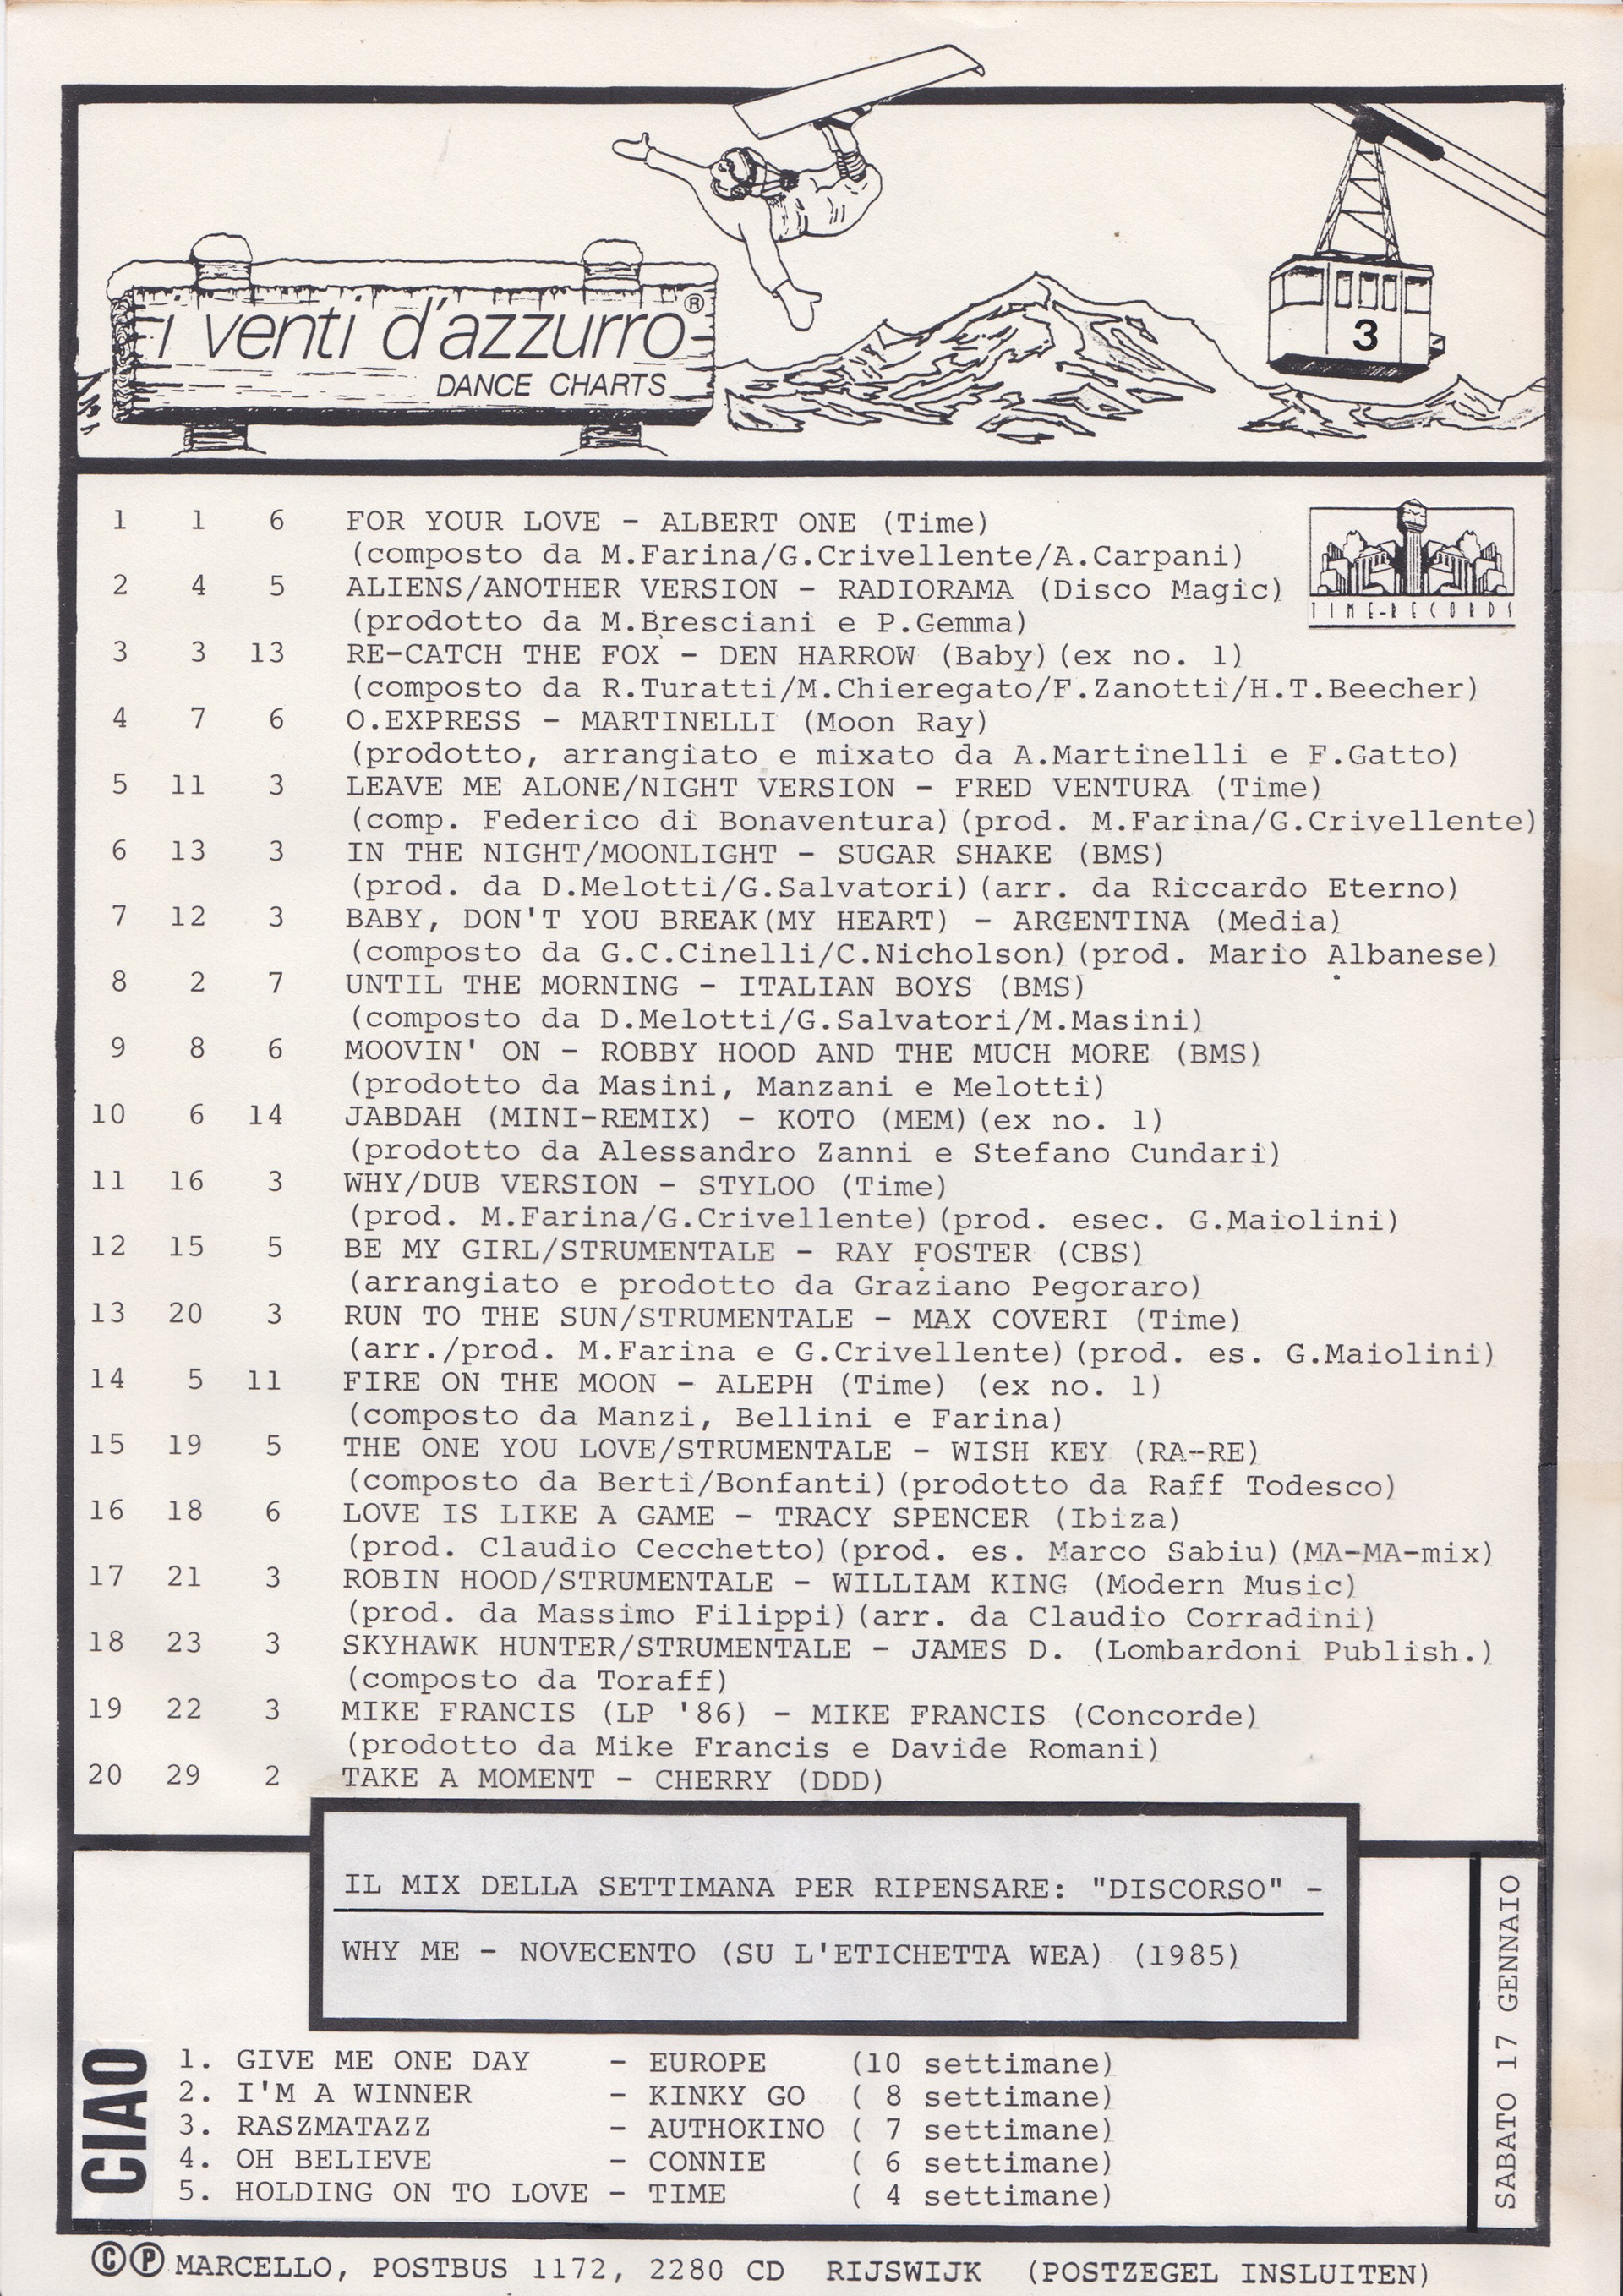 i venti d'azzurro®
DANCE CHARTS
3
TIME-RECORDS
1 1 6 FOR YOUR LOVE - ALBERT ONE (Time)
(composto da M.Farina/G.Crivellente/A.Carpani)
2 4 5 ALIENS/ANOTHER VERSION - RADIORAMA (Disco Magic)
(prodotto da M.Bresciani e P.Gemma)
3 3 13 RE-CATCH THE FOX - DEN HARROW (Baby)(ex no. 1)
(composto da R.Turatti/M.Chieregato/F.Zanotti/H.T.Beecher)
4 7 6 O.EXPRESS - MARTINELLI (Moon Ray)
(prodotto, arrangiato e mixato da A.Martinelli e F.Gatto)
5 11 3 LEAVE ME ALONE/NIGHT VERSION - FRED VENTURA (Time)
(comp. Federico di Bonaventura)(prod. M.Farina/G.Crivellente)
6 13 3 IN THE NIGHT/MOONLIGHT - SUGAR SHAKE (BMS)
(prod. da D.Melotti/G.Salvatori)(arr. da Riccardo Eterno)
7 12 3 BABY, DON'T YOU BREAK(MY HEART) - ARGENTINA (Media)
(composto da G.C.Cinelli/C.Nicholson)(prod. Mario Albanese)
8 2 7 UNTIL THE MORNING - ITALIAN BOYS (BMS)
(composto da D.Melotti/G.Salvatori/M.Masini)
9 8 6 MOOVIN' ON - ROBBY HOOD AND THE MUCH MORE (BMS)
(prodotto da Masini, Manzani e Melotti)
10 6 14 JABDAH (MINI-REMIX) - KOTO (MEM)(ex no. 1)
(prodotto da Alessandro Zanni e Stefano Cundari)
11 16 3 WHY/DUB VERSION - STYLOO (Time)
(prod. M.Farina/G.Crivellente)(prod. esec. G.Maiolini)
12 15 5 BE MY GIRL/STRUMENTALE - RAY FOSTER (CBS)
(arrangiato e prodotto da Graziano Pegoraro)
13 20 3 RUN TO THE SUN/STRUMENTALE - MAX COVERI (Time)
(arr./prod. M.Farina e G.Crivellente)(prod. es. G.Maiolini)
14 5 11 FIRE ON THE MOON - ALEPH (Time) (ex no. 1)
(composto da Manzi, Bellini e Farina)
15 19 5 THE ONE YOU LOVE/STRUMENTALE - WISH KEY (RA-RE)
(composto da Berti/Bonfanti)(prodotto da Raff Todesco)
16 18 6 LOVE IS LIKE A GAME - TRACY SPENCER (Ibiza)
(prod. Claudio Cecchetto)(prod. es. Marco Sabiu)(MA-MA-mix)
17 21 3 ROBIN HOOD/STRUMENTALE - WILLIAM KING (Modern Music)
(prod. da Massimo Filippi)(arr. da Claudio Corradini)
18 23 3 SKYHAWK HUNTER/STRUMENTALE - JAMES D. (Lombardoni Publish.)
(composto da Toraff)
19 22 3 MIKE FRANCIS (LP '86) - MIKE FRANCIS (Concorde)
(prodotto da Mike Francis e Davide Romani)
20 29 2 TAKE A MOMENT - CHERRY (DDD)
IL MIX DELLA SETTIMANA PER RIPENSARE: "DISCORSO" -
WHY ME - NOVECENTO (SU L'ETICHETTA WEA) (1985)
CIAO
1. GIVE ME ONE DAY - EUROPE (10 settimane)
2. I'M A WINNER - KINKY GO ( 8 settimane)
3. RASZMATAZZ - AUTHOKINO ( 7 settimane)
4. OH BELIEVE - CONNIE ( 6 settimane)
5. HOLDING ON TO LOVE - TIME ( 4 settimane)
SABATO 17 GENNAIO
©℗ MARCELLO, POSTBUS 1172, 2280 CD RIJSWIJK (POSTZEGEL INSLUITEN)